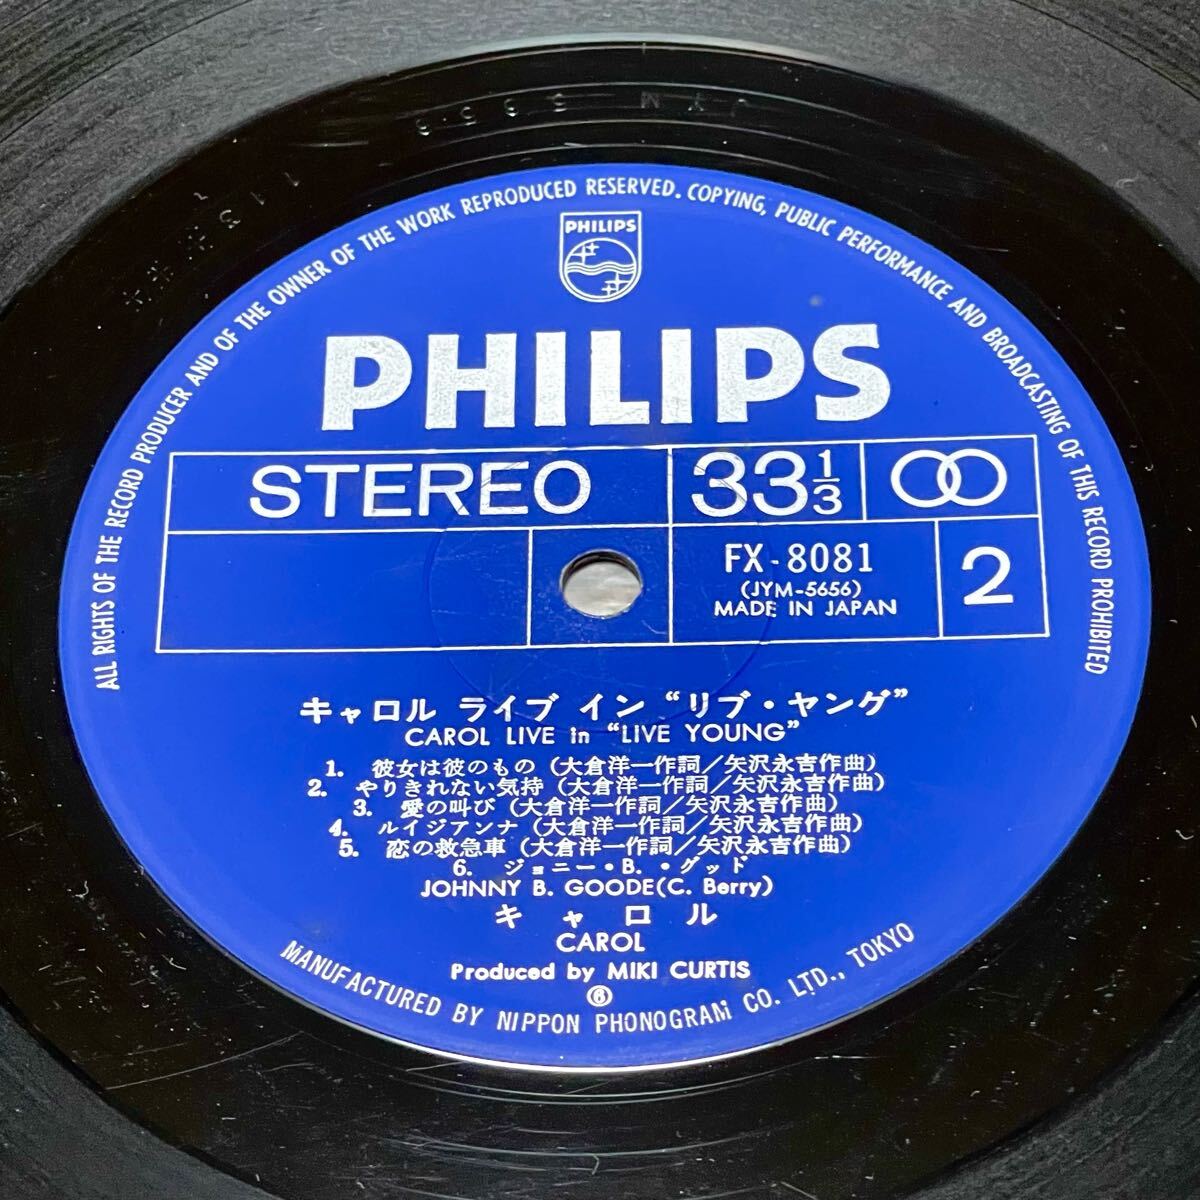 ALL RIGHTS OF THE RECORD PRODUCER AND OF THE OWNER OF THE WORK REPRODUCED RESERVED. COPYING, PUBLIC PERFORMANCE AND BROADCASTING OF THIS RECORD PROHIBITED
PHILIPS
PHILIPS
STEREO
33 1/3
FX-8081
(JYM-5656)
MADE IN JAPAN
2
キャロル ライブ イン “リブ・ヤング”
CAROL LIVE in “LIVE YOUNG”
1. 彼女は彼のもの (大倉洋一作詞/矢沢永吉作曲)
2. やりきれない気持 (大倉洋一作詞/矢沢永吉作曲)
3. 愛の叫び (大倉洋一作詞/矢沢永吉作曲)
4. ルイジアンナ (大倉洋一作詞/矢沢永吉作曲)
5. 恋の救急車 (大倉洋一作詞/矢沢永吉作曲)
6. ジョニー・B.・グッド
JOHNNY B. GOODE(C. Berry)
キャロル
CAROL
Produced by MIKI CURTIS
MANUFACTURED BY NIPPON PHONOGRAM CO. LTD., TOKYO